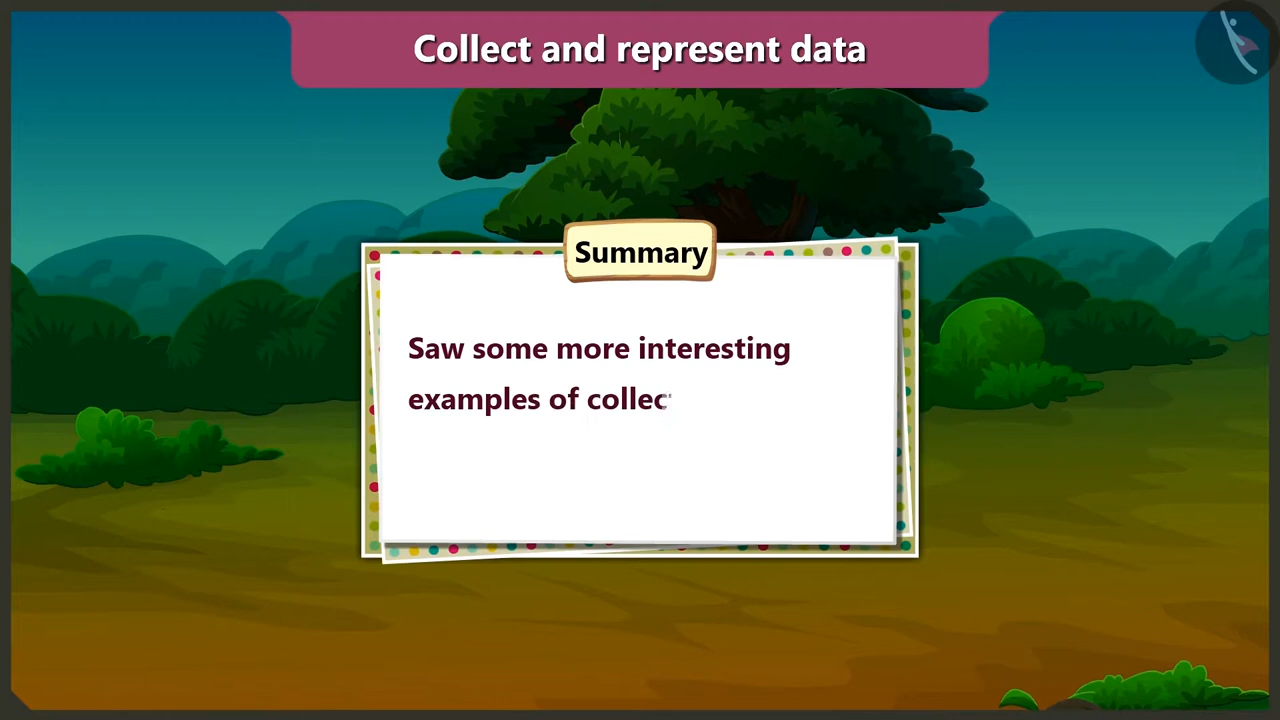 Collect and represent data
Summary
Saw some more interesting
examples of collec